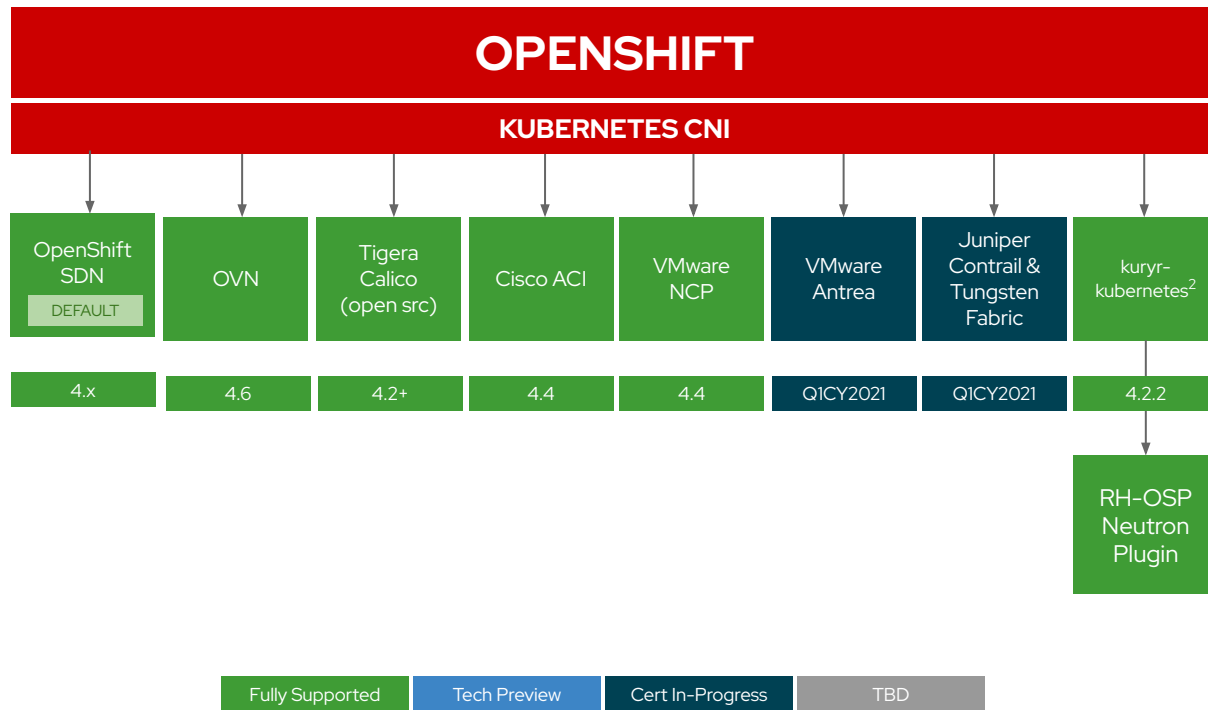 OPENSHIFT
KUBERNETES CNI
OpenShift
SDN
DEFAULT
OVN
Tigera
Calico
(open src)
Cisco ACI
VMware
NCP
VMware
Antrea
Juniper
Contrail &
Tungsten
Fabric
kuryr-
kubernetes²
4.x
4.6
4.2+
4.4
4.4
Q1CY2021
Q1CY2021
4.2.2
RH-OSP
Neutron
Plugin
Fully Supported
Tech Preview
Cert In-Progress
TBD